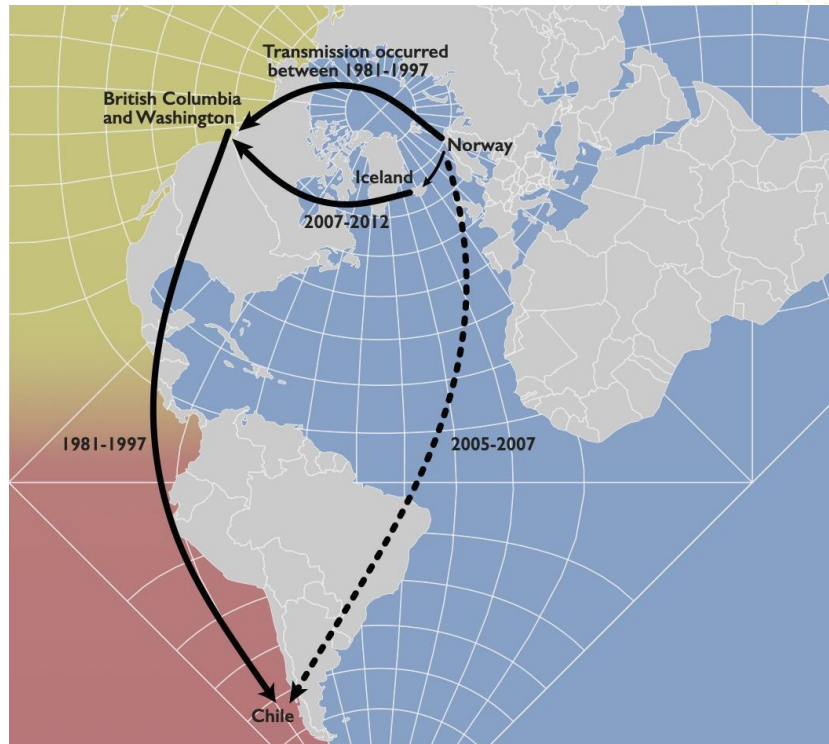 Transmission occurred
between 1981-1997
British Columbia
and Washington
Norway
Iceland
2007-2012
1981-1997
2005-2007
Chile